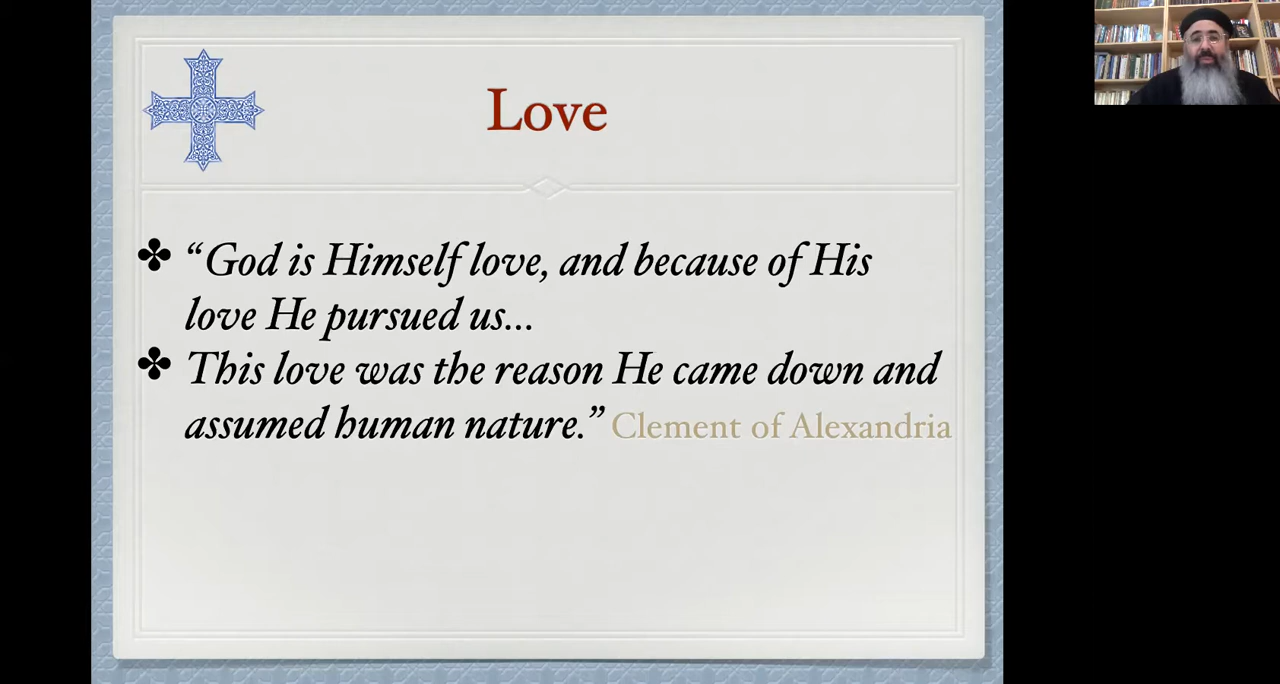 Love
“God is Himself love, and because of His
love He pursued us...
This love was the reason He came down and
assumed human nature.” Clement of Alexandria